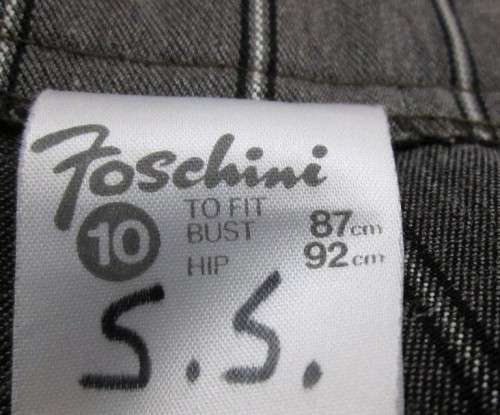 Foschini
10 TO FIT
BUST 87cm
HIP 92cm
S.S.